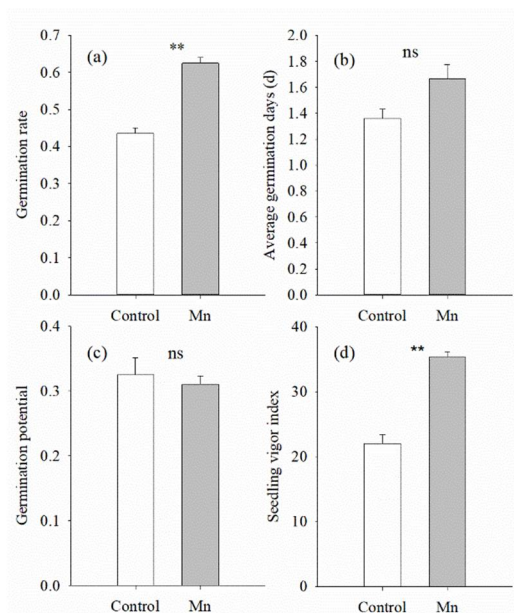 (a)
**
Germination rate
0.7
0.6
0.5
0.4
0.3
0.2
0.1
0.0
Control Mn
(b)
ns
Average germination days (d)
2.0
1.8
1.6
1.4
1.2
1.0
0.8
0.6
0.4
0.2
0.0
Control Mn
(c)
ns
Germination potential
0.4
0.3
0.2
0.1
0.0
Control Mn
(d)
**
Seedling vigor index
40
30
20
10
0
Control Mn